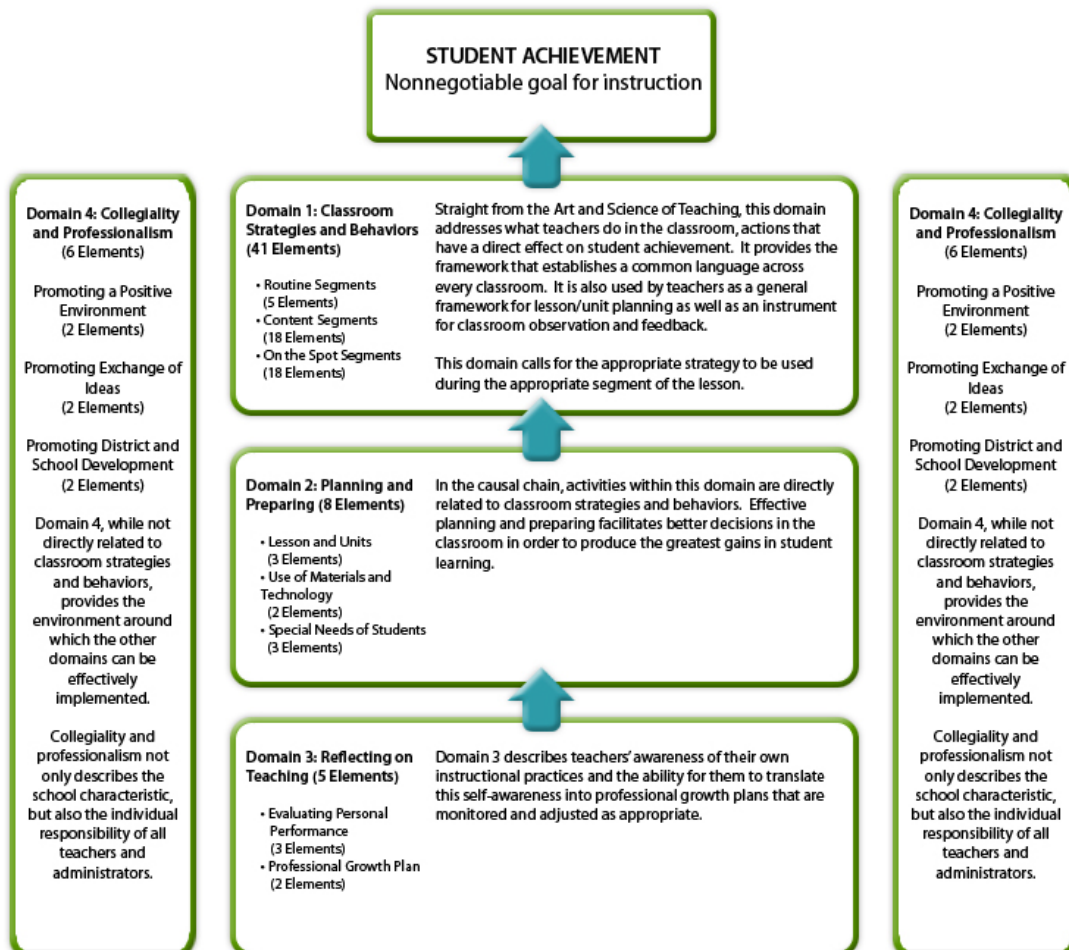 STUDENT ACHIEVEMENT
Nonnegotiable goal for instruction
Domain 4: Collegiality
and Professionalism
(6 Elements)
Promoting a Positive
Environment
(2 Elements)
Promoting Exchange of
Ideas
(2 Elements)
Promoting District and
School Development
(2 Elements)
Domain 4, while not
directly related to
classroom strategies
and behaviors,
provides the
environment around
which the other
domains can be
effectively
implemented.
Collegiality and
professionalism not
only describes the
school characteristic,
but also the individual
responsibility of all
teachers and
administrators.
Domain 1: Classroom
Strategies and Behaviors
(41 Elements)
• Routine Segments
(5 Elements)
• Content Segments
(18 Elements)
• On the Spot Segments
(18 Elements)
Straight from the Art and Science of Teaching, this domain
addresses what teachers do in the classroom, actions that
have a direct effect on student achievement. It provides the
framework that establishes a common language across
every classroom. It is also used by teachers as a general
framework for lesson/unit planning as well as an instrument
for classroom observation and feedback.
This domain calls for the appropriate strategy to be used
during the appropriate segment of the lesson.
Domain 2: Planning and
Preparing (8 Elements)
• Lesson and Units
(3 Elements)
• Use of Materials and
Technology
(2 Elements)
• Special Needs of Students
(3 Elements)
In the causal chain, activities within this domain are directly
related to classroom strategies and behaviors. Effective
planning and preparing facilitates better decisions in the
classroom in order to produce the greatest gains in student
learning.
Domain 3: Reflecting on
Teaching (5 Elements)
• Evaluating Personal
Performance
(3 Elements)
• Professional Growth Plan
(2 Elements)
Domain 3 describes teachers' awareness of their own
instructional practices and the ability for them to translate
this self-awareness into professional growth plans that are
monitored and adjusted as appropriate.
Domain 4: Collegiality
and Professionalism
(6 Elements)
Promoting a Positive
Environment
(2 Elements)
Promoting Exchange of
Ideas
(2 Elements)
Promoting District and
School Development
(2 Elements)
Domain 4, while not
directly related to
classroom strategies
and behaviors,
provides the
environment around
which the other
domains can be
effectively
implemented.
Collegiality and
professionalism not
only describes the
school characteristic,
but also the individual
responsibility of all
teachers and
administrators.